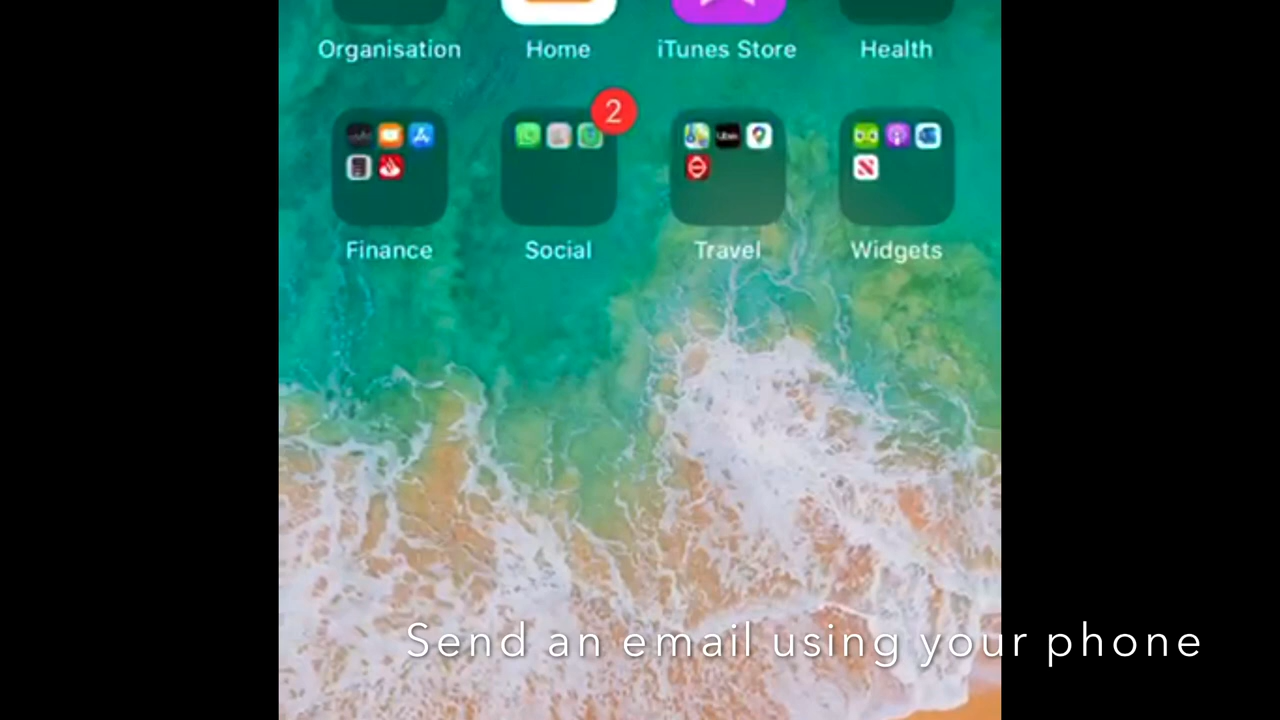 Organisation Home iTunes Store Health
2
Finance Social Travel Widgets
Send an email using your phone